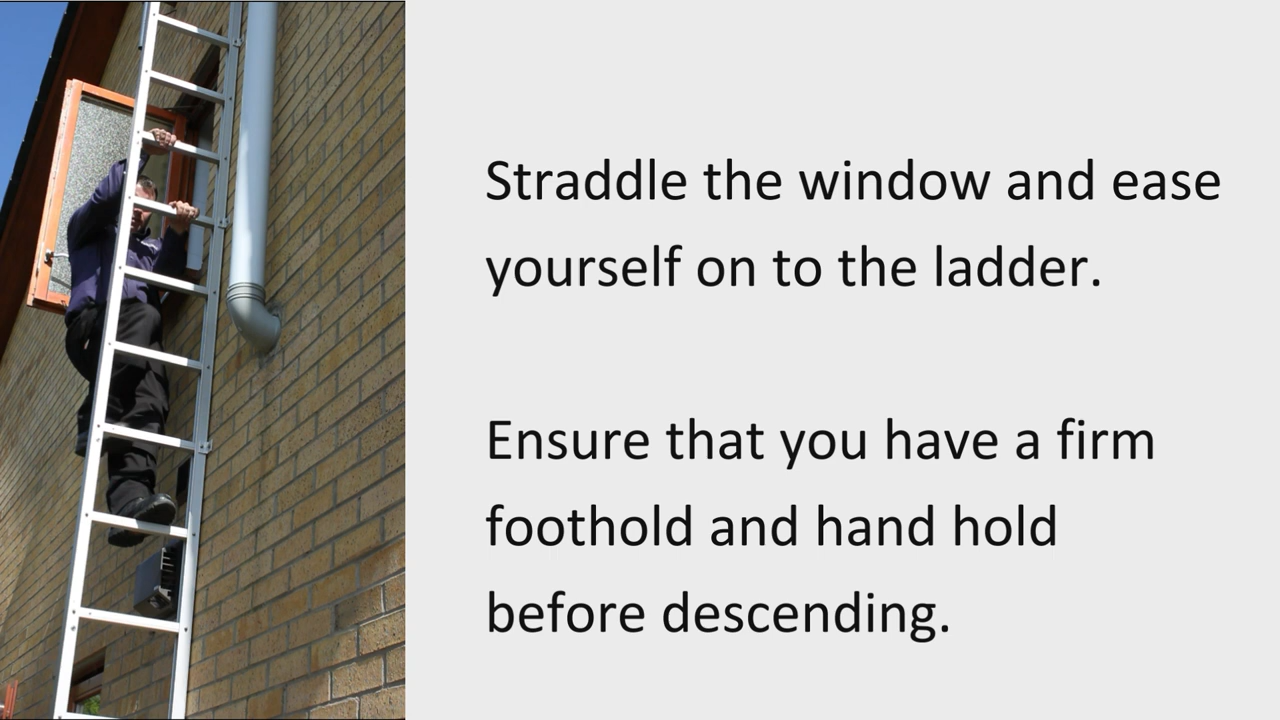 Straddle the window and ease
yourself on to the ladder.
Ensure that you have a firm
foothold and hand hold
before descending.